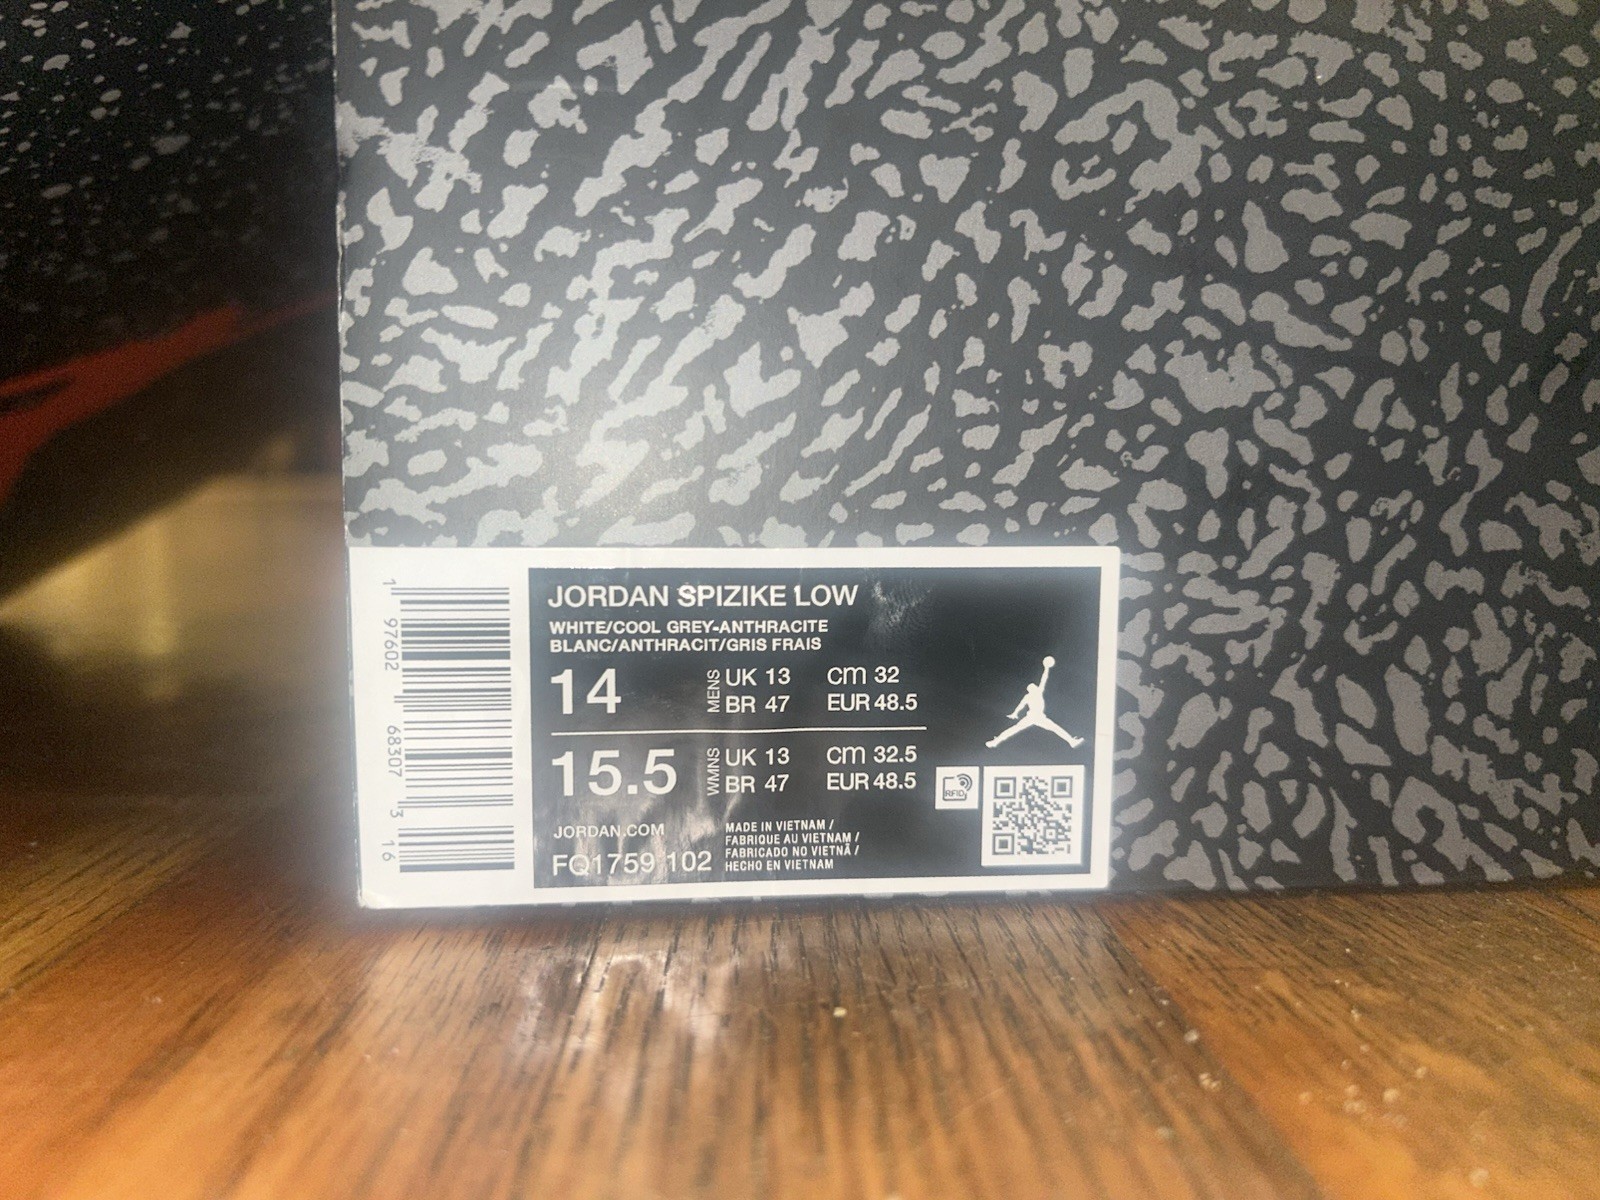 JORDAN SPIZIKE LOW
WHITE/COOL GREY-ANTHRACITE
BLANC/ANTHRACIT/GRIS FRAIS
14 MENS UK 13 CM 32
BR 47 EUR 48.5
15.5 WMNS UK 13 CM 32.5
BR 47 EUR 48.5
RFID
JORDAN.COM
FQ1759 102
MADE IN VIETNAM /
FABRIQUE AU VIETNAM /
FABRICADO NO VIETNÃ /
HECHO EN VIETNAM
1 97602 68307 3 16